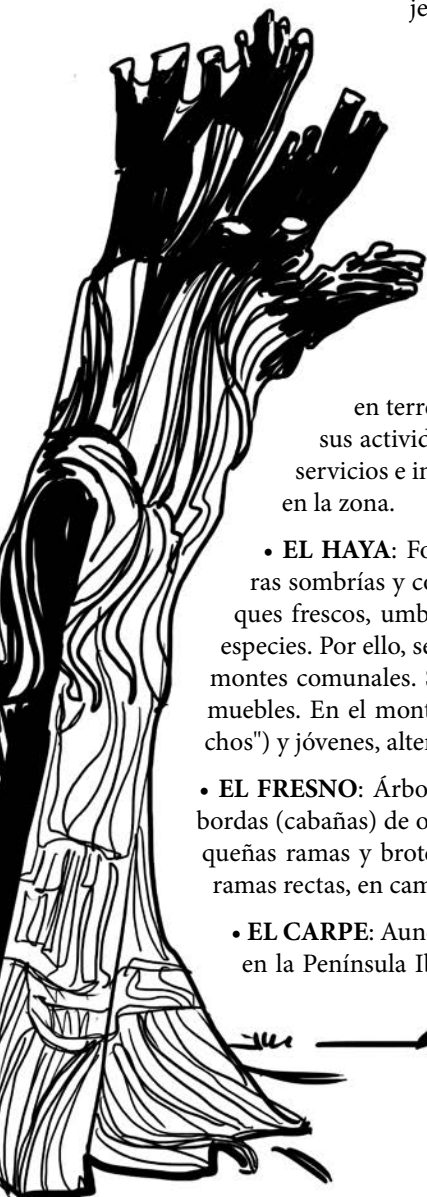 je
en terre
sus activid
servicios e in
en la zona.
• EL HAYA: Fo
ras sombrías y co
ques frescos, umb
especies. Por ello, se
montes comunales. S
muebles. En el mont
chos") y jóvenes, alter
• EL FRESNO: Árbo
bordas (cabañas) de o
queñas ramas y brote
ramas rectas, en cam
• EL CARPE: Aun
en la Península Ib